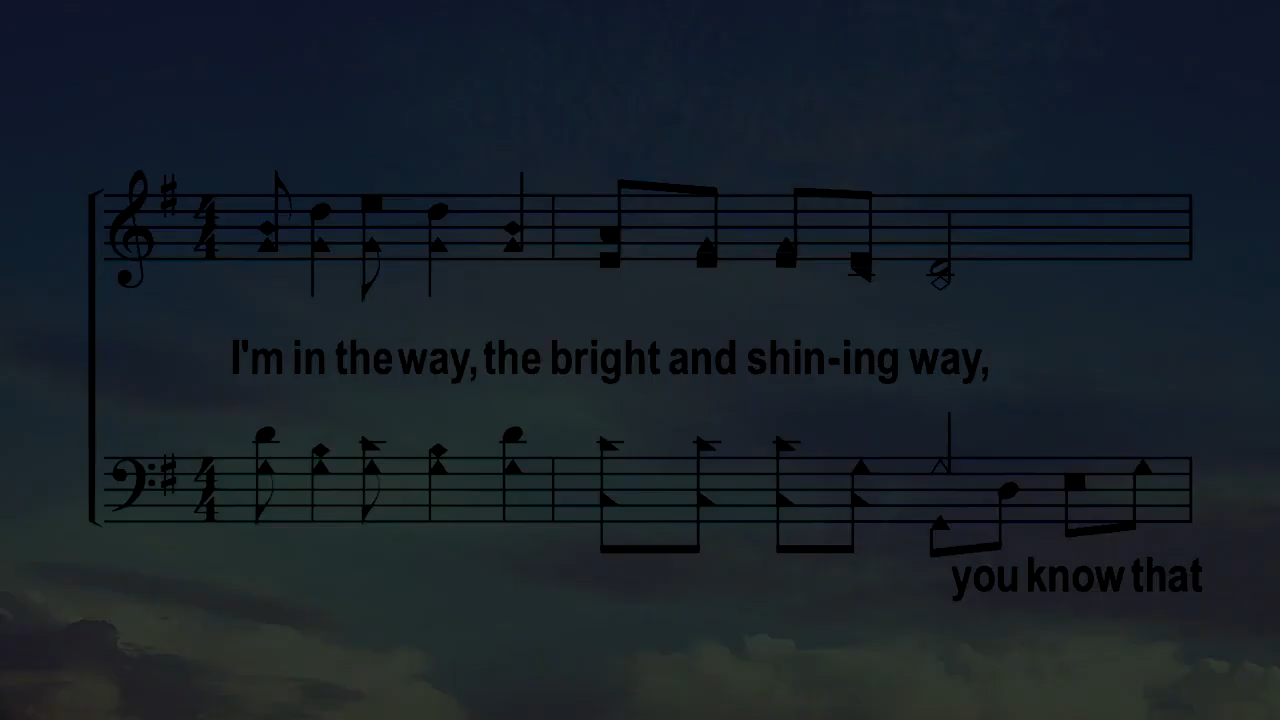 I'm in the way, the bright and shin-ing way,
you know that